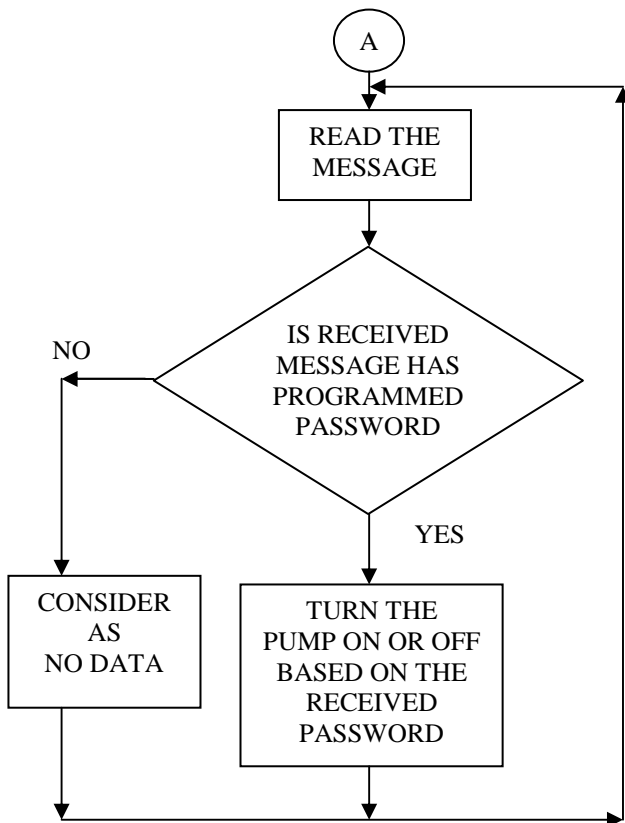 A
READ THE
MESSAGE
IS RECEIVED
MESSAGE HAS
PROGRAMMED
PASSWORD
NO
YES
CONSIDER
AS
NO DATA
TURN THE
PUMP ON OR OFF
BASED ON THE
RECEIVED
PASSWORD